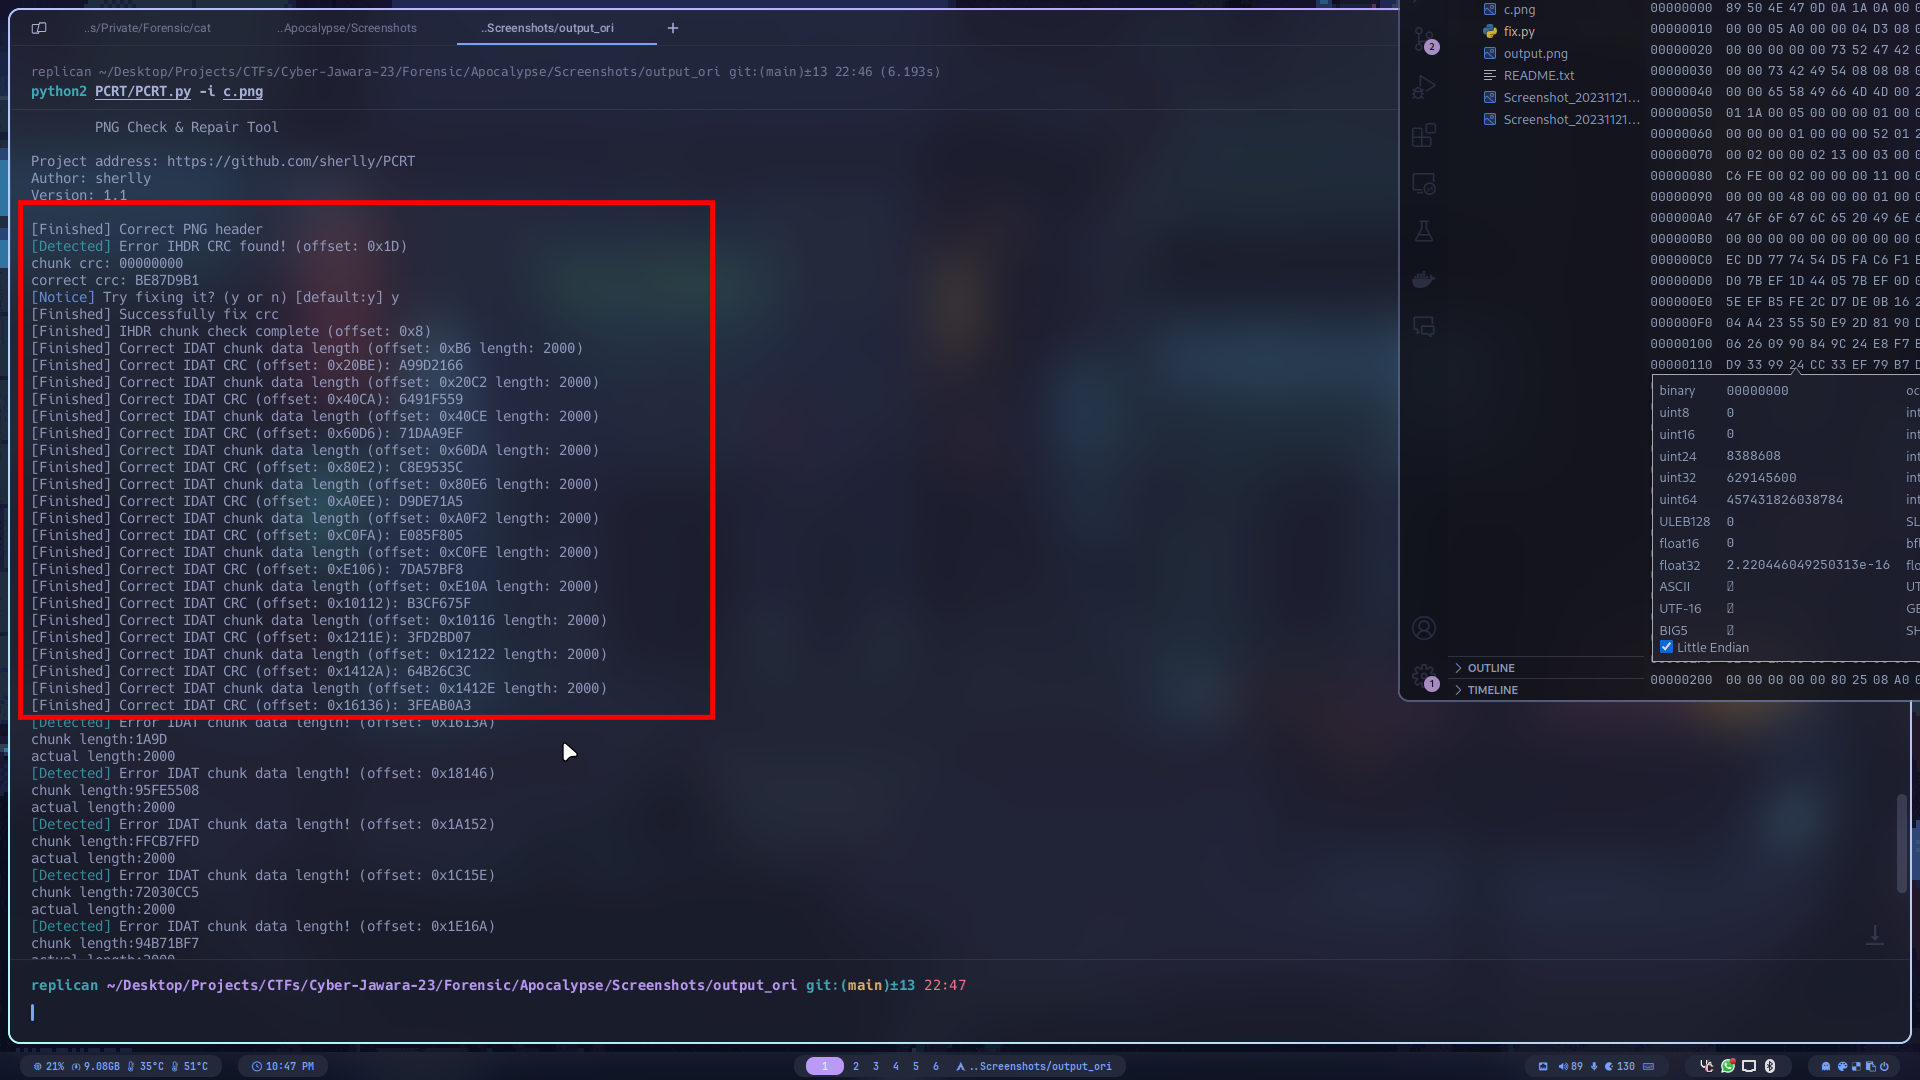 ..s/Private/Forensic/cat
..Apocalypse/Screenshots
..Screenshots/output_ori
+
replican ~/Desktop/Projects/CTFs/Cyber-Jawara-23/Forensic/Apocalypse/Screenshots/output_ori git:(main)±13 22:46 (6.193s)
python2 PCRT/PCRT.py -i c.png
PNG Check & Repair Tool
Project address: https://github.com/sherlly/PCRT
Author: sherlly
Version: 1.1
[Finished] Correct PNG header
[Detected] Error IHDR CRC found! (offset: 0x1D)
chunk crc: 00000000
correct crc: BE87D9B1
[Notice] Try fixing it? (y or n) [default:y] y
[Finished] Successfully fix crc
[Finished] IHDR chunk check complete (offset: 0x8)
[Finished] Correct IDAT chunk data length (offset: 0xB6 length: 2000)
[Finished] Correct IDAT CRC (offset: 0x20BE): A99D2166
[Finished] Correct IDAT chunk data length (offset: 0x20C2 length: 2000)
[Finished] Correct IDAT CRC (offset: 0x40CA): 6491F559
[Finished] Correct IDAT chunk data length (offset: 0x40CE length: 2000)
[Finished] Correct IDAT CRC (offset: 0x60D6): 71DAA9EF
[Finished] Correct IDAT chunk data length (offset: 0x60DA length: 2000)
[Finished] Correct IDAT CRC (offset: 0x80E2): C8E9535C
[Finished] Correct IDAT chunk data length (offset: 0x80E6 length: 2000)
[Finished] Correct IDAT CRC (offset: 0xA0EE): D9DE71A5
[Finished] Correct IDAT chunk data length (offset: 0xA0F2 length: 2000)
[Finished] Correct IDAT CRC (offset: 0xC0FA): E085F805
[Finished] Correct IDAT chunk data length (offset: 0xC0FE length: 2000)
[Finished] Correct IDAT CRC (offset: 0xE106): 7DA57BF8
[Finished] Correct IDAT chunk data length (offset: 0xE10A length: 2000)
[Finished] Correct IDAT CRC (offset: 0x10112): B3CF675F
[Finished] Correct IDAT chunk data length (offset: 0x10116 length: 2000)
[Finished] Correct IDAT CRC (offset: 0x1211E): 3FD2BD07
[Finished] Correct IDAT chunk data length (offset: 0x12122 length: 2000)
[Finished] Correct IDAT CRC (offset: 0x1412A): 64B26C3C
[Finished] Correct IDAT chunk data length (offset: 0x1412E length: 2000)
[Finished] Correct IDAT CRC (offset: 0x16136): 3FEAB0A3
[Detected] Error IDAT chunk data length! (offset: 0x1613A)
chunk length:1A9D
actual length:2000
[Detected] Error IDAT chunk data length! (offset: 0x18146)
chunk length:95FE5508
actual length:2000
[Detected] Error IDAT chunk data length! (offset: 0x1A152)
chunk length:FFCB7FFD
actual length:2000
[Detected] Error IDAT chunk data length! (offset: 0x1C15E)
chunk length:72030CC5
actual length:2000
[Detected] Error IDAT chunk data length! (offset: 0x1E16A)
chunk length:94B71BF7
actual length:2000
replican ~/Desktop/Projects/CTFs/Cyber-Jawara-23/Forensic/Apocalypse/Screenshots/output_ori git:(main)±13 22:47
2
1
c.png
fix.py
output.png
README.txt
Screenshot_20231121...
Screenshot_20231121...
OUTLINE
TIMELINE
00000000 89 50 4E 47 0D 0A 1A 0A 00
00000010 00 00 05 A0 00 00 04 D3 08
00000020 00 00 00 00 00 73 52 47 42
00000030 00 00 73 42 49 54 08 08 08
00000040 00 00 65 58 49 66 4D 4D 00
00000050 01 1A 00 05 00 00 00 01 00
00000060 00 00 00 01 00 00 00 52 01
00000070 00 02 00 00 02 13 00 03 00
00000080 C6 FE 00 02 00 00 00 11 00
00000090 00 00 00 48 00 00 00 01 00
000000A0 47 6F 6F 67 6C 65 20 49 6E
000000B0 00 00 00 00 00 00 00 00 00
000000C0 EC DD 77 74 54 D5 FA C6 F1
000000D0 D0 7B EF 1D 44 05 7B EF 0D
000000E0 5E EF B5 FE 2C D7 DE 0B 16
000000F0 04 A4 23 55 50 E9 2D 81 90
00000100 06 26 09 90 84 9C 24 E8 F7
00000110 D9 33 99 24 CC 33 EF 79 B7
binary 00000000 oc
uint8 0 int
uint16 0 int
uint24 8388608 int
uint32 629145600 int
uint64 457431826038784 int
ULEB128 0 SL
float16 0 bf
float32 2.220446049250313e-16 flo
ASCII UT
UTF-16 GE
BIG5 SH
Little Endian
00000200 00 00 00 00 00 80 25 08 A0
21% 9.08GB 35°C 51°C
10:47 PM
1 2 3 4 5 6
..Screenshots/output_ori
89 130